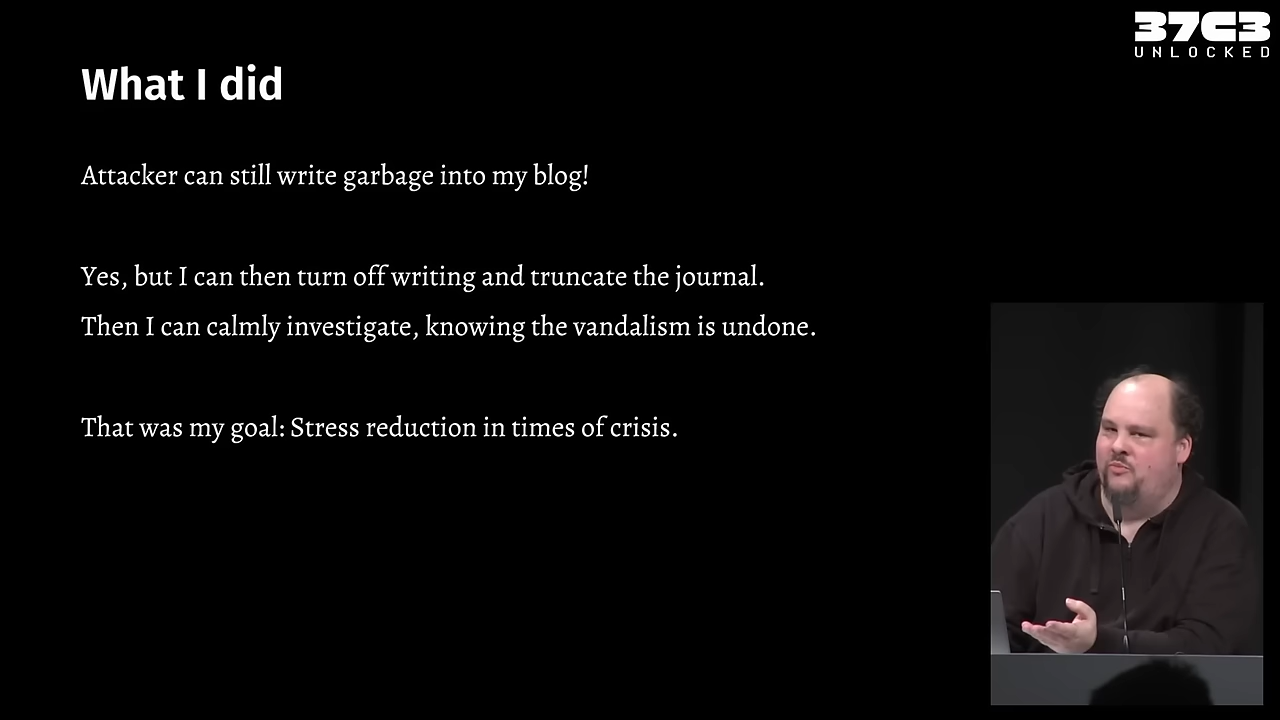 37C3
UNLOCKED
What I did
Attacker can still write garbage into my blog!
Yes, but I can then turn off writing and truncate the journal.
Then I can calmly investigate, knowing the vandalism is undone.
That was my goal: Stress reduction in times of crisis.